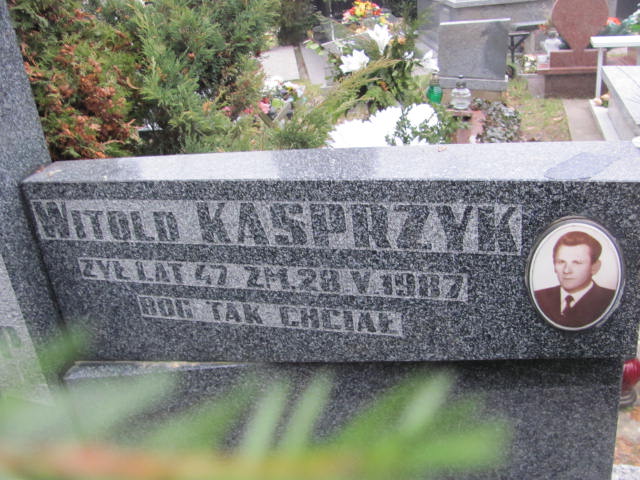 WITOLD KASPRZYK
ŻYŁ LAT 47 ZM. 28 V. 1987
BÓG TAK CHCIAŁ